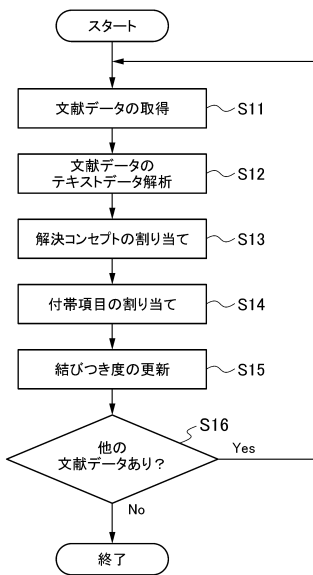 スタート
文献データの取得
S11
文献データの
テキストデータ解析
S12
解決コンセプトの割り当て
S13
付帯項目の割り当て
S14
結びつき度の更新
S15
S16
他の
文献データあり？
Yes
No
終了